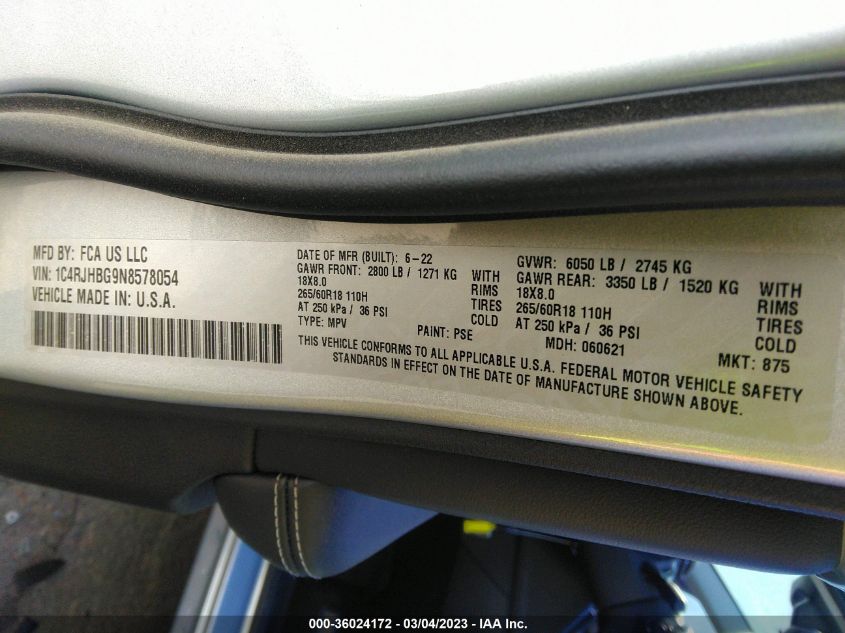 MFD BY: FCA US LLC
VIN: 1C4RJHBG9N8578054
VEHICLE MADE IN: U.S.A.
DATE OF MFR (BUILT): 6-22
GAWR FRONT: 2800 LB / 1271 KG WITH
18X8.0 RIMS
265/60R18 110H TIRES
AT 250 kPa / 36 PSI COLD
TYPE: MPV PAINT: PSE
GVWR: 6050 LB / 2745 KG
GAWR REAR: 3350 LB / 1520 KG WITH
18X8.0 RIMS
265/60R18 110H TIRES
AT 250 kPa / 36 PSI COLD
MDH: 060621 MKT: 875
THIS VEHICLE CONFORMS TO ALL APPLICABLE U.S.A. FEDERAL MOTOR VEHICLE SAFETY
STANDARDS IN EFFECT ON THE DATE OF MANUFACTURE SHOWN ABOVE.
000-36024172 - 03/04/2023 - IAA Inc.